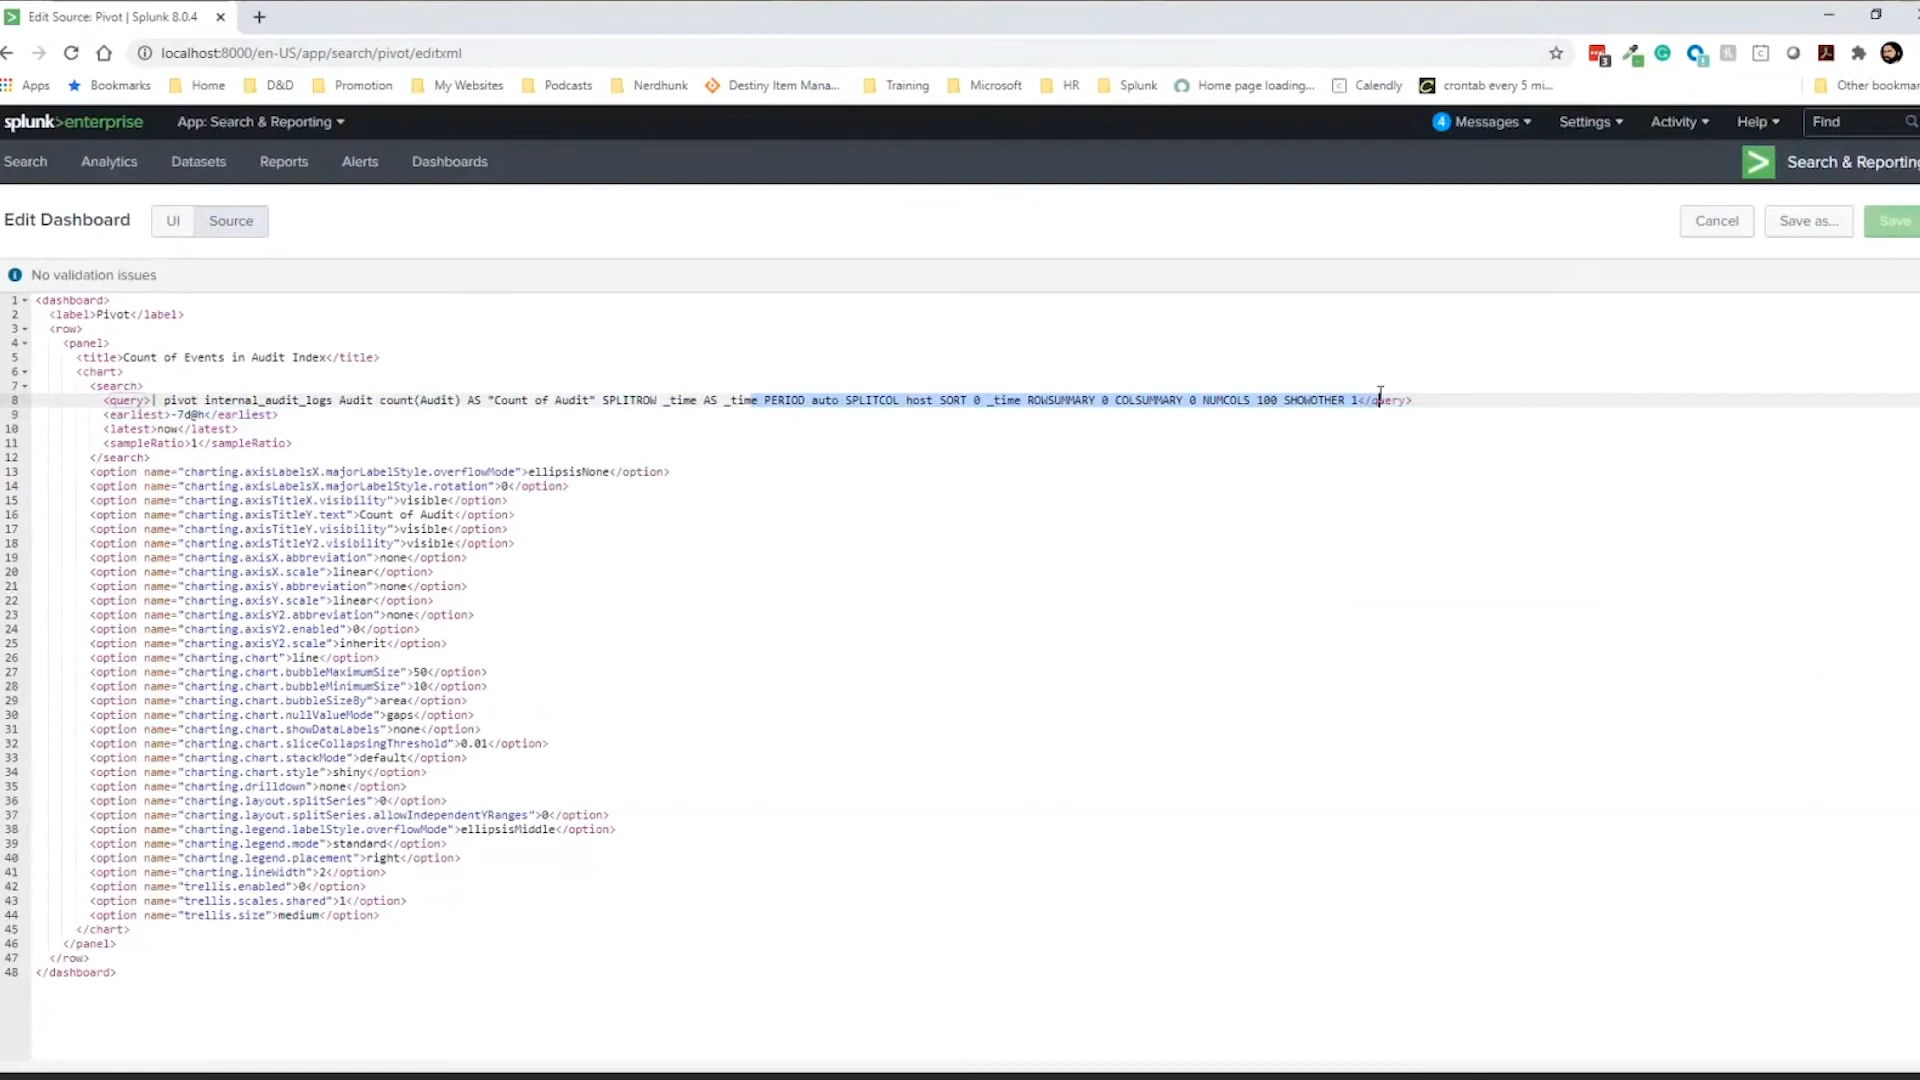 Edit Source: Pivot | Splunk 8.0.4
localhost:8000/en-US/app/search/pivot/editxml
Apps Bookmarks Home D&D Promotion My Websites Podcasts Nerdhunk Destiny Item Mana... Training Microsoft HR Splunk Home page loading... Calendly crontab every 5 mi... Other bookmar
splunk>enterprise App: Search & Reporting 4 Messages Settings Activity Help Find
Search Analytics Datasets Reports Alerts Dashboards Search & Reporting
Edit Dashboard UI Source Cancel Save as... Save
No validation issues
1 <dashboard>
2 <label>Pivot</label>
3 <row>
4 <panel>
5 <title>Count of Events in Audit Index</title>
6 <chart>
7 <search>
8 <query>| pivot internal_audit_logs Audit count(Audit) AS "Count of Audit" SPLITROW _time AS _time PERIOD auto SPLITCOL host SORT 0 _time ROWSUMMARY 0 COLSUMMARY 0 NUMCOLS 100 SHOWOTHER 1</query>
9 <earliest>-7d@h</earliest>
10 <latest>now</latest>
11 <sampleRatio>1</sampleRatio>
12 </search>
13 <option name="charting.axisLabelsX.majorLabelStyle.overflowMode">ellipsisNone</option>
14 <option name="charting.axisLabelsX.majorLabelStyle.rotation">0</option>
15 <option name="charting.axisTitleX.visibility">visible</option>
16 <option name="charting.axisTitleY.text">Count of Audit</option>
17 <option name="charting.axisTitleY.visibility">visible</option>
18 <option name="charting.axisTitleY2.visibility">visible</option>
19 <option name="charting.axisX.abbreviation">none</option>
20 <option name="charting.axisX.scale">linear</option>
21 <option name="charting.axisY.abbreviation">none</option>
22 <option name="charting.axisY.scale">linear</option>
23 <option name="charting.axisY2.abbreviation">none</option>
24 <option name="charting.axisY2.enabled">0</option>
25 <option name="charting.axisY2.scale">inherit</option>
26 <option name="charting.chart">line</option>
27 <option name="charting.chart.bubbleMaximumSize">50</option>
28 <option name="charting.chart.bubbleMinimumSize">10</option>
29 <option name="charting.chart.bubbleSizeBy">area</option>
30 <option name="charting.chart.nullValueMode">gaps</option>
31 <option name="charting.chart.showDataLabels">none</option>
32 <option name="charting.chart.sliceCollapsingThreshold">0.01</option>
33 <option name="charting.chart.stackMode">default</option>
34 <option name="charting.chart.style">shiny</option>
35 <option name="charting.drilldown">none</option>
36 <option name="charting.layout.splitSeries">0</option>
37 <option name="charting.layout.splitSeries.allowIndependentYRanges">0</option>
38 <option name="charting.legend.labelStyle.overflowMode">ellipsisMiddle</option>
39 <option name="charting.legend.mode">standard</option>
40 <option name="charting.legend.placement">right</option>
41 <option name="charting.lineWidth">2</option>
42 <option name="trellis.enabled">0</option>
43 <option name="trellis.scales.shared">1</option>
44 <option name="trellis.size">medium</option>
45 </chart>
46 </panel>
47 </row>
48 </dashboard>